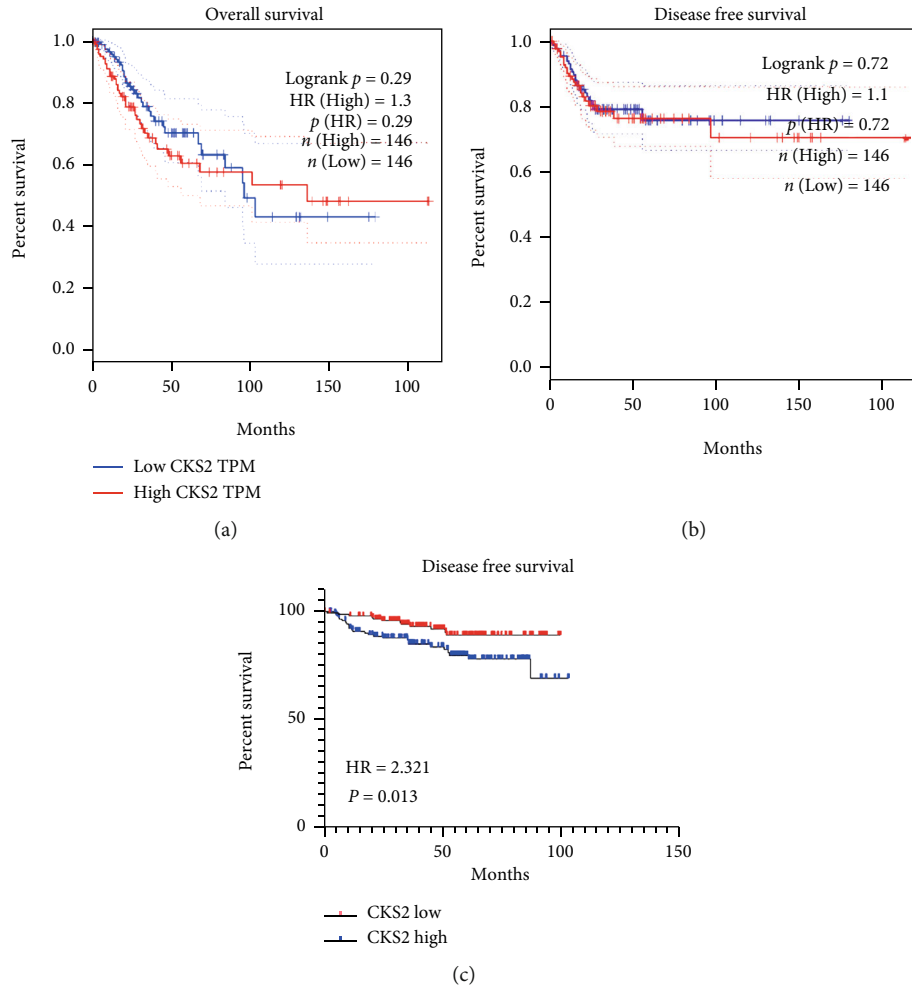 Overall survival
1.0
0.8
0.6
0.4
0.2
0.0
Percent survival
Logrank p = 0.29
HR (High) = 1.3
p (HR) = 0.29
n (High) = 146
n (Low) = 146
0 50 100 150 100
Months
Low CKS2 TPM
High CKS2 TPM
(a)
Disease free survival
1.0
0.8
0.6
0.4
0.2
0.0
Percent survival
Logrank p = 0.72
HR (High) = 1.1
p (HR) = 0.72
n (High) = 146
n (Low) = 146
0 50 100 150 100
Months
(b)
Disease free survival
100
50
0
Percent survival
HR = 2.321
P = 0.013
0 50 100 150
Months
CKS2 low
CKS2 high
(c)